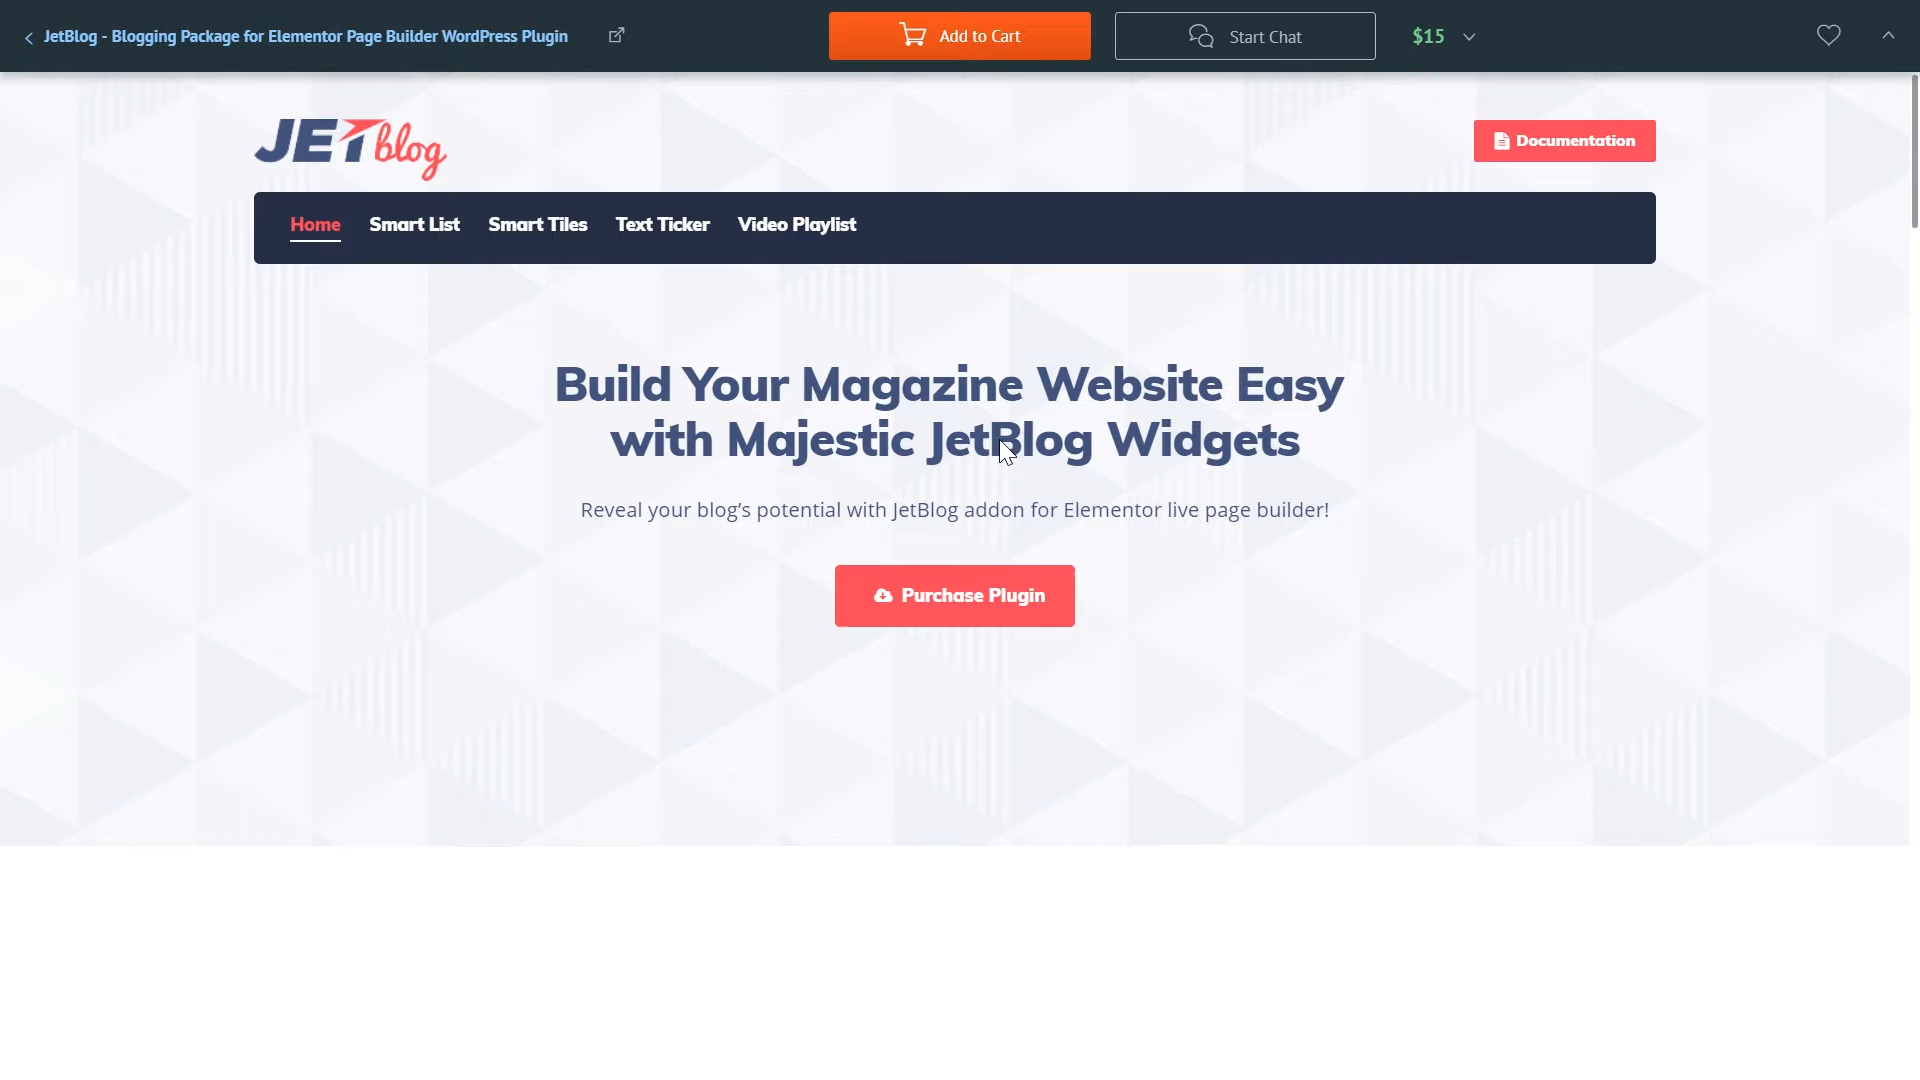 JetBlog - Blogging Package for Elementor Page Builder WordPress Plugin
Add to Cart
Start Chat
$15
JET blog
Documentation
Home
Smart List
Smart Tiles
Text Ticker
Video Playlist
Build Your Magazine Website Easy
with Majestic JetBlog Widgets
Reveal your blog’s potential with JetBlog addon for Elementor live page builder!
Purchase Plugin